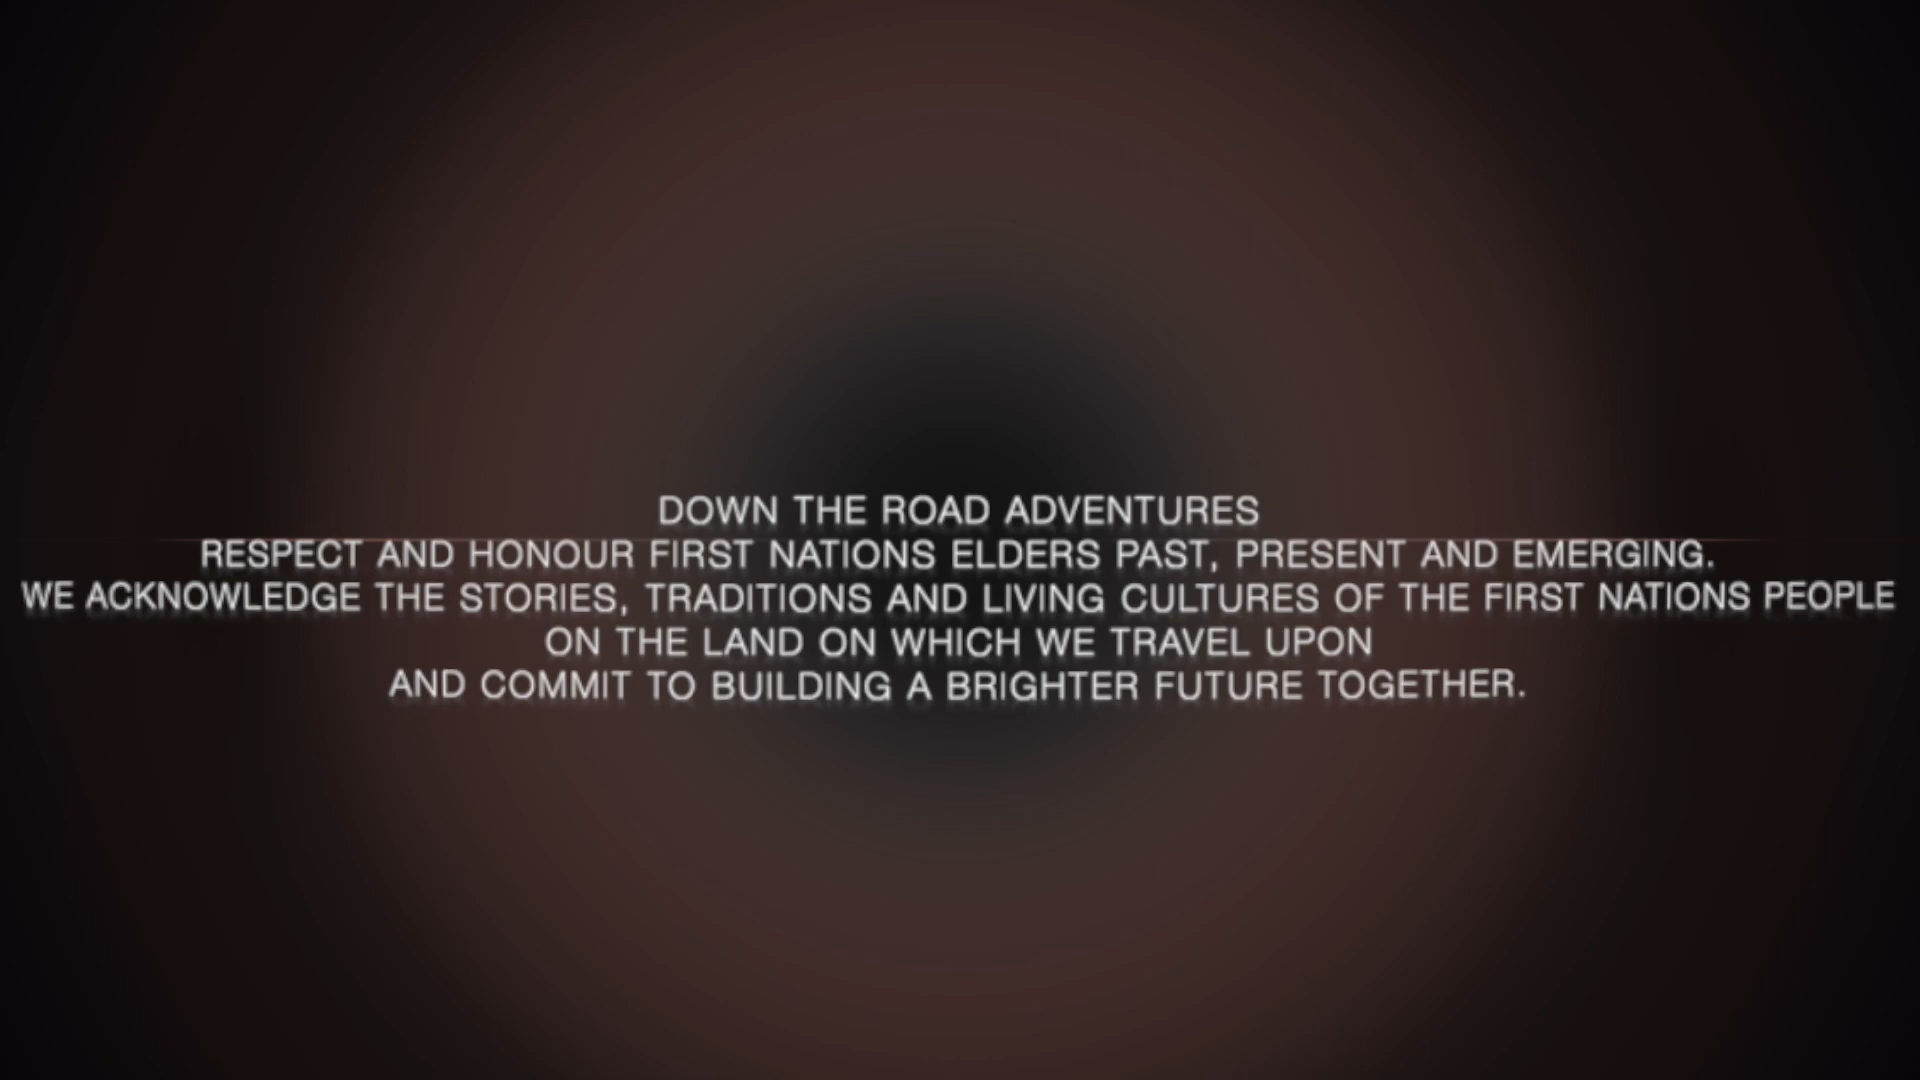 DOWN THE ROAD ADVENTURES
RESPECT AND HONOUR FIRST NATIONS ELDERS PAST, PRESENT AND EMERGING.
WE ACKNOWLEDGE THE STORIES, TRADITIONS AND LIVING CULTURES OF THE FIRST NATIONS PEOPLE
ON THE LAND ON WHICH WE TRAVEL UPON
AND COMMIT TO BUILDING A BRIGHTER FUTURE TOGETHER.